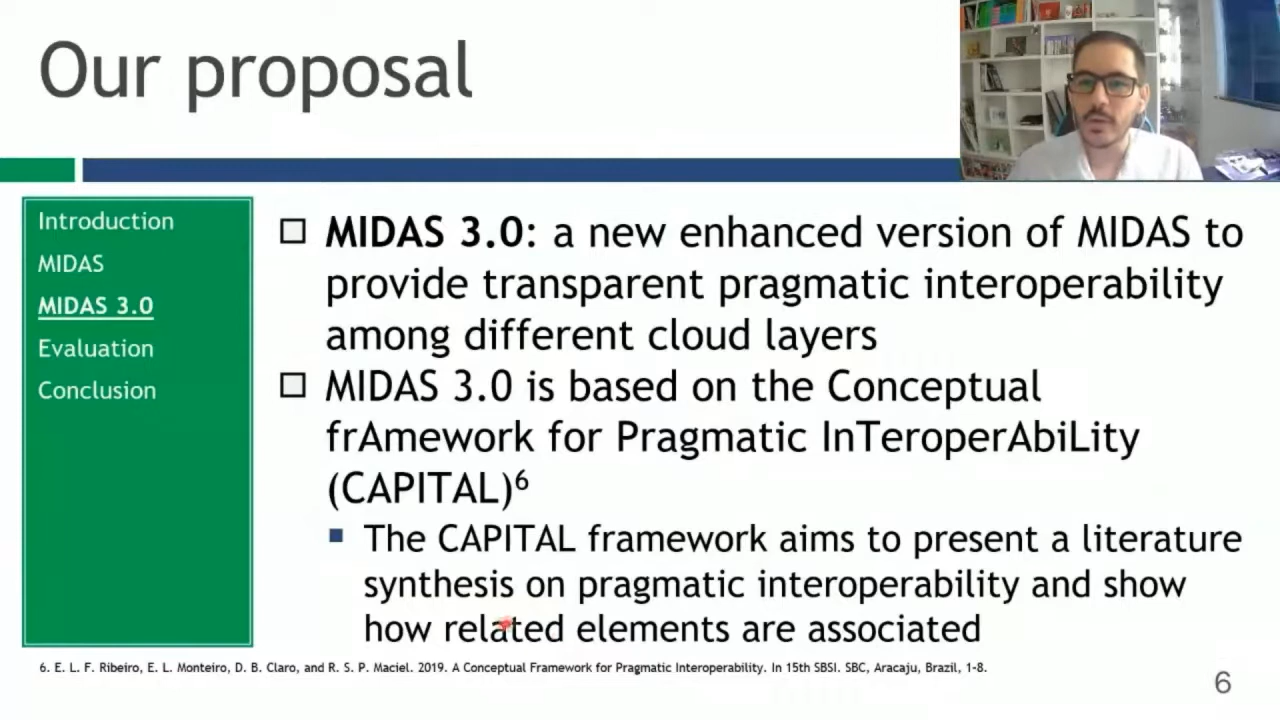 Our proposal
Introduction
MIDAS
MIDAS 3.0
Evaluation
Conclusion
MIDAS 3.0: a new enhanced version of MIDAS to
provide transparent pragmatic interoperability
among different cloud layers
MIDAS 3.0 is based on the Conceptual
frAmework for Pragmatic InTeroperAbiLity
(CAPITAL)⁶
The CAPITAL framework aims to present a literature
synthesis on pragmatic interoperability and show
how related elements are associated
6. E. L. F. Ribeiro, E. L. Monteiro, D. B. Claro, and R. S. P. Maciel. 2019. A Conceptual Framework for Pragmatic Interoperability. In 15th SBSI. SBC, Aracaju, Brazil, 1-8.
6